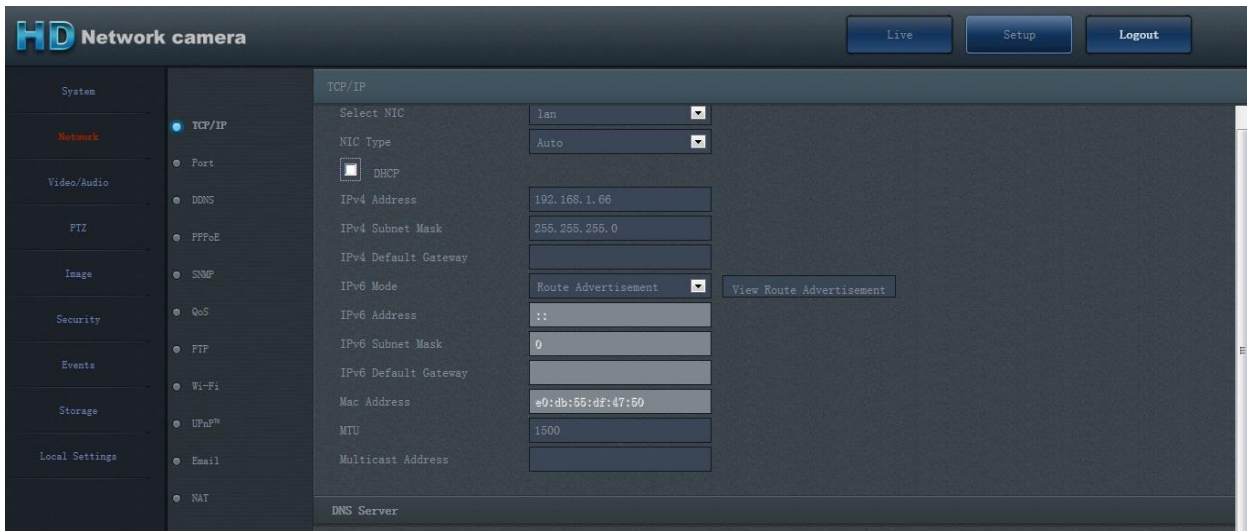 HD Network camera
Live
Setup
Logout
System
Network
Video/Audio
PTZ
Image
Security
Events
Storage
Local Settings
TCP/IP
Port
DDNS
PPPoE
SNMP
QoS
FTP
Wi-Fi
UPnP™
Email
NAT
TCP/IP
Select NIC lan
NIC Type Auto
DHCP
IPv4 Address 192.168.1.66
IPv4 Subnet Mask 255.255.255.0
IPv4 Default Gateway
IPv6 Mode Route Advertisement View Route Advertisement
IPv6 Address ::
IPv6 Subnet Mask 0
IPv6 Default Gateway
Mac Address e0:db:55:df:47:50
MTU 1500
Multicast Address
DNS Server